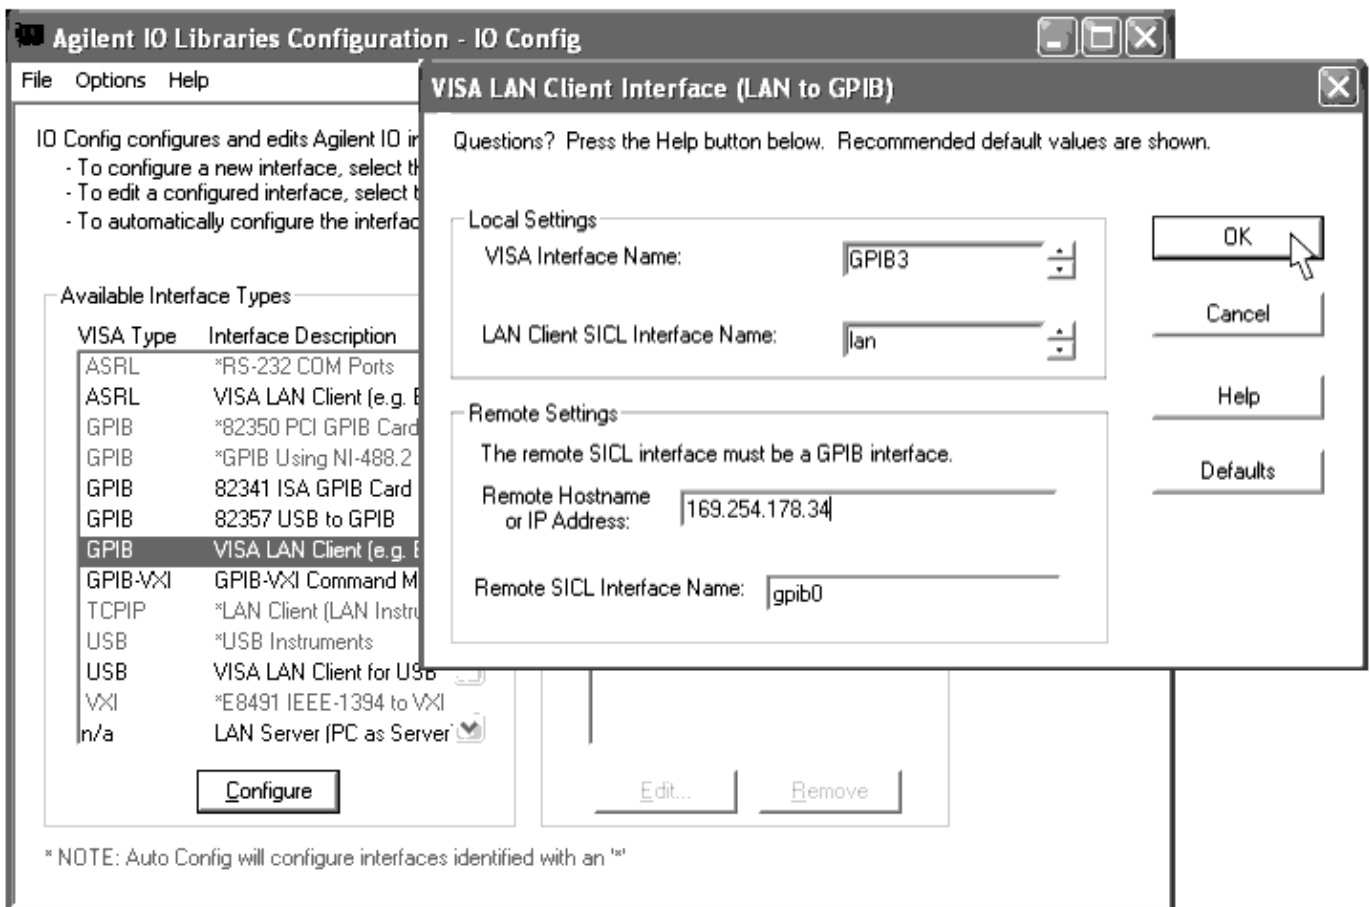 Agilent IO Libraries Configuration - IO Config
File Options Help
IO Config configures and edits Agilent IO
- To configure a new interface, select
- To edit a configured interface, select
- To automatically configure the
Available Interface Types
VISA Type Interface Description
ASRL *RS-232 COM Ports
ASRL VISA LAN Client (e.g.
GPIB *82350 PCI GPIB Card
GPIB *GPIB Using NI-488.2
GPIB 82341 ISA GPIB Card
GPIB 82357 USB to GPIB
GPIB VISA LAN Client (e.g.
GPIB-VXI GPIB-VXI Command
TCPIP *LAN Client (LAN
USB *USB Instruments
USB VISA LAN Client for USB
VXI *E8491 IEEE-1394 to VXI
n/a LAN Server (PC as Server
Configure
Edit... Remove
* NOTE: Auto Config will configure interfaces identified with an '*'
VISA LAN Client Interface (LAN to GPIB)
Questions? Press the Help button below. Recommended default values are shown.
Local Settings
VISA Interface Name: GPIB3
LAN Client SICL Interface Name: lan
Remote Settings
The remote SICL interface must be a GPIB interface.
Remote Hostname
or IP Address: 169.254.178.34
Remote SICL Interface Name: gpib0
OK
Cancel
Help
Defaults